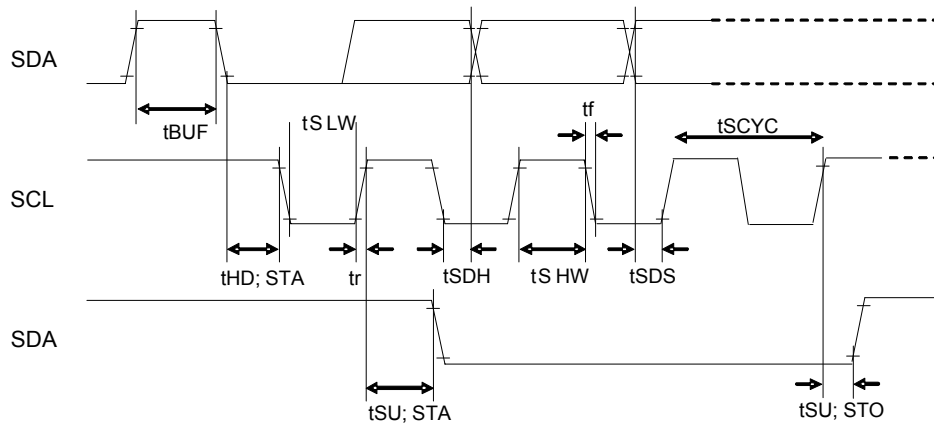 SDA
tBUF
tS LW
tf
tSCYC
SCL
tHD; STA
tr
tSDH
tS HW
tSDS
SDA
tSU; STA
tSU; STO